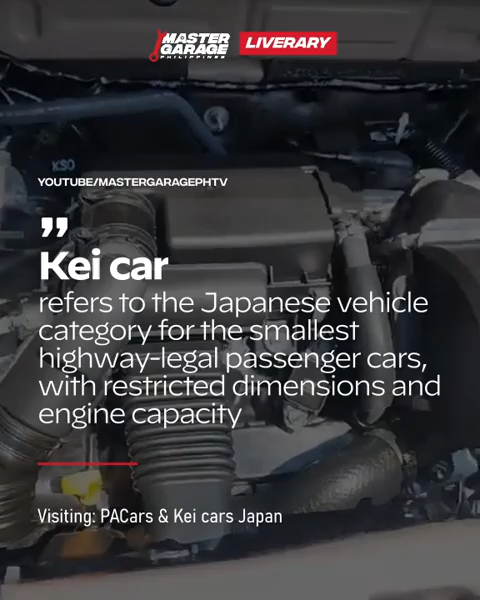 MASTER GARAGE PHILIPPINES LIVERARY
KSO
YOUTUBE/MASTERGARAGEPHTV
”
Kei car
refers to the Japanese vehicle
category for the smallest
highway-legal passenger cars,
with restricted dimensions and
engine capacity
Visiting: PACars & Kei cars Japan